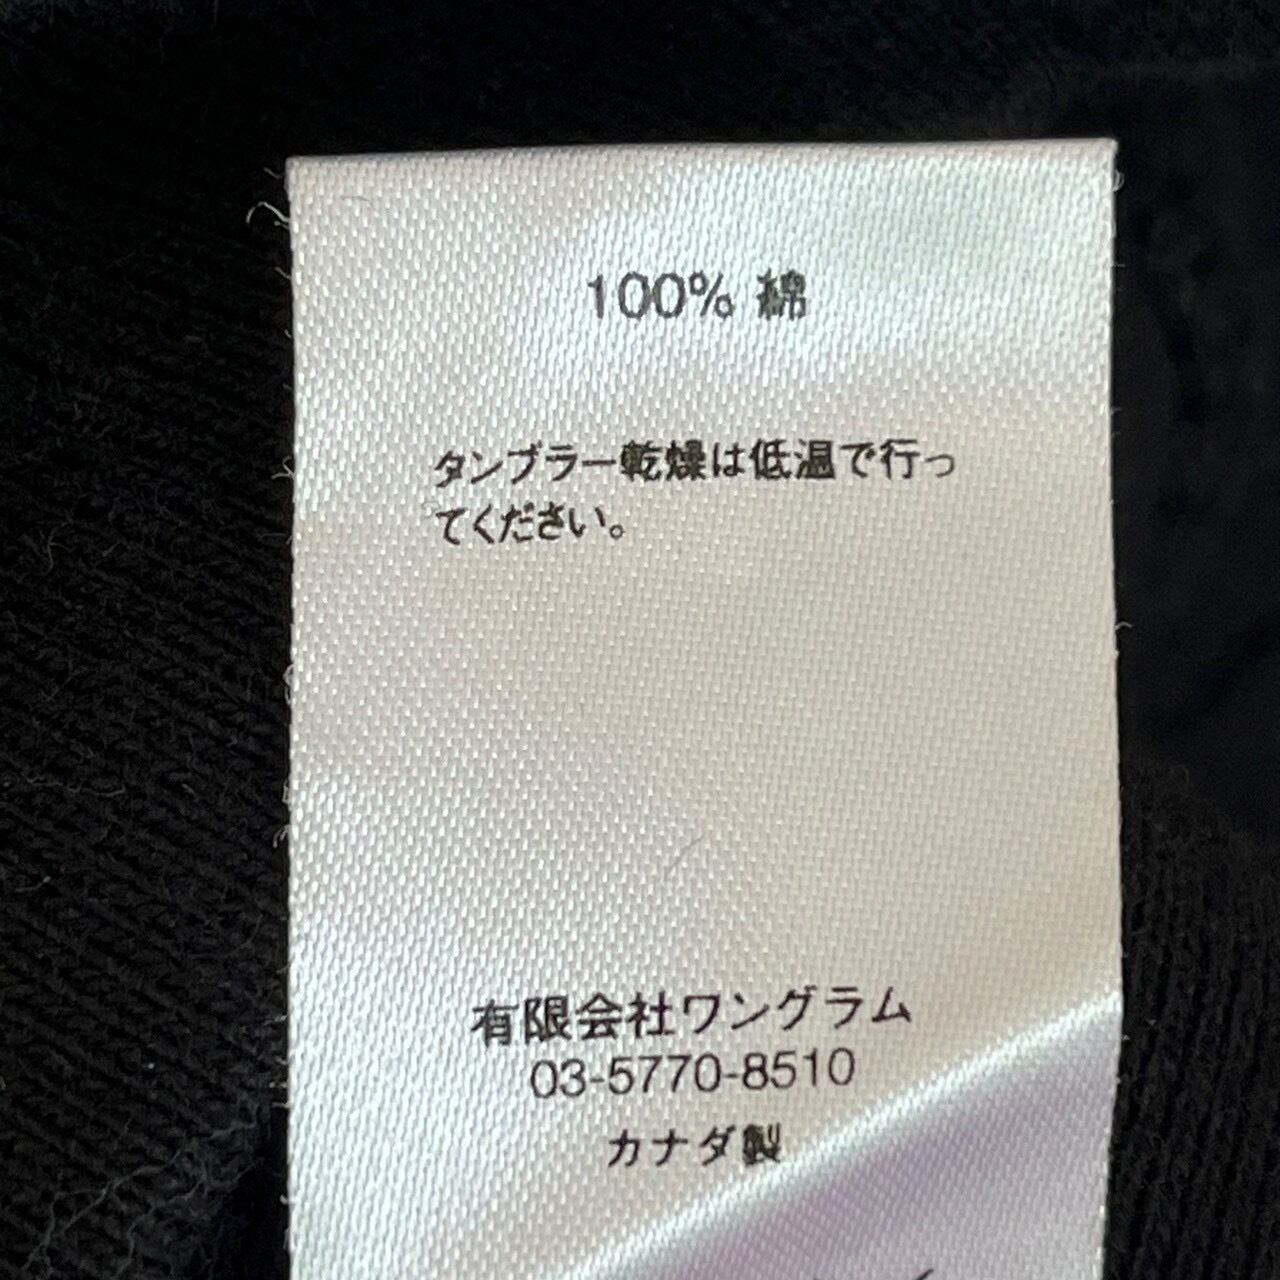 100% 綿
タンブラー乾燥は低温で行っ
てください。
有限会社ワングラム
03-5770-8510
カナダ製